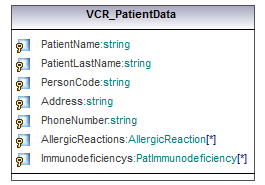 VCR_PatientData
PatientName:string
PatientLastName:string
PersonCode:string
Address:string
PhoneNumber:string
AllergicReactions:AllergicReaction[*]
Immunodeficiencys:PatImmunodeficiency[*]